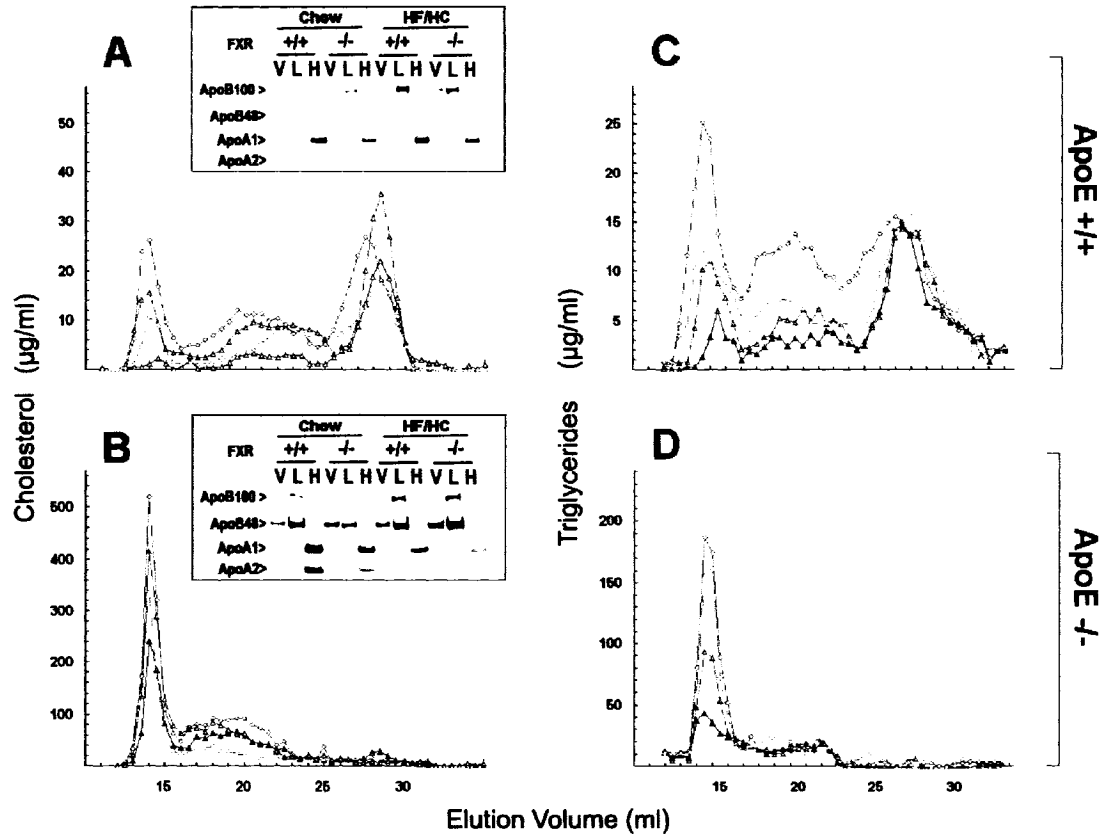 A
Chow HF/HC
FXR +/+ -/- +/+ -/-
V L H V L H V L H V L H
ApoB100 >
ApoB48>
ApoA1>
ApoA2>
50
40
30
20
10
C
25
20
15
10
5
ApoE +/+
Cholesterol (µg/ml)
Triglycerides (µg/ml)
B
Chow HF/HC
FXR +/+ -/- +/+ -/-
V L H V L H V L H V L H
ApoB100 >
ApoB48>
ApoA1>
ApoA2>
500
400
300
200
100
15 20 25 30
D
200
150
100
50
15 20 25 30
ApoE -/-
Elution Volume (ml)